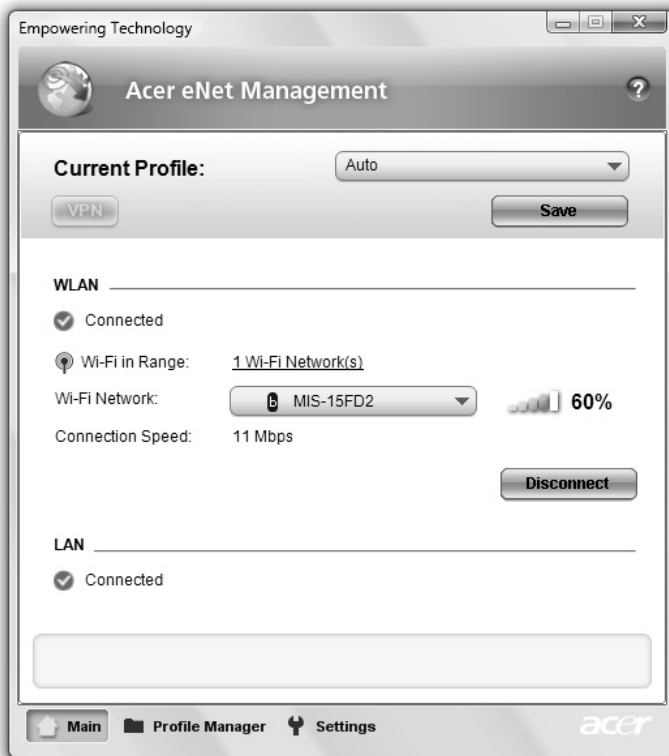 Empowering Technology
Acer eNet Management
?
Current Profile:
Auto
VPN
Save
WLAN
Connected
Wi-Fi in Range: 1 Wi-Fi Network(s)
Wi-Fi Network: b MIS-15FD2 60%
Connection Speed: 11 Mbps
Disconnect
LAN
Connected
Main Profile Manager Settings acer